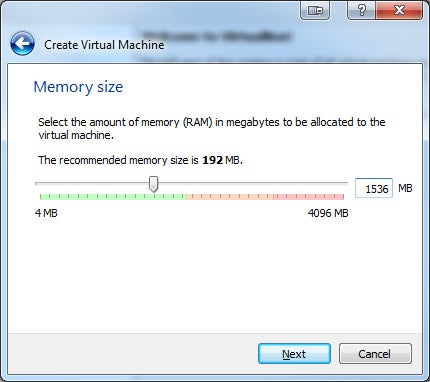 Create Virtual Machine
Memory size
Select the amount of memory (RAM) in megabytes to be allocated to the
virtual machine.
The recommended memory size is 192 MB.
1536 MB
4 MB 4096 MB
Next Cancel